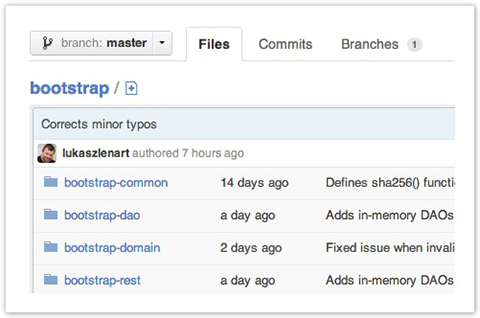 branch: master Files Commits Branches 1
bootstrap /
Corrects minor typos
lukaszlenart authored 7 hours ago
bootstrap-common 14 days ago Defines sha256() functi
bootstrap-dao a day ago Adds in-memory DAOs
bootstrap-domain 2 days ago Fixed issue when invali
bootstrap-rest a day ago Adds in-memory DAOs